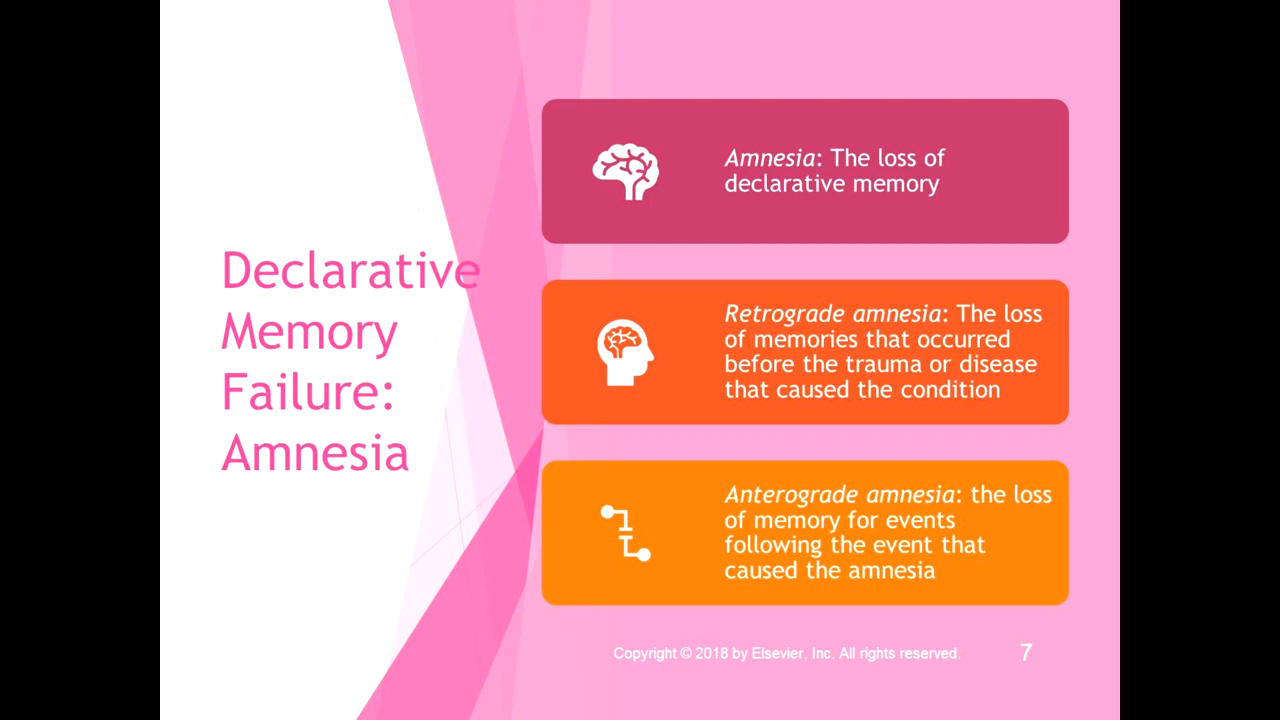 Declarative
Memory
Failure:
Amnesia
Amnesia: The loss of
declarative memory
Retrograde amnesia: The loss
of memories that occurred
before the trauma or disease
that caused the condition
Anterograde amnesia: the loss
of memory for events
following the event that
caused the amnesia
Copyright © 2018 by Elsevier, Inc. All rights reserved.
7